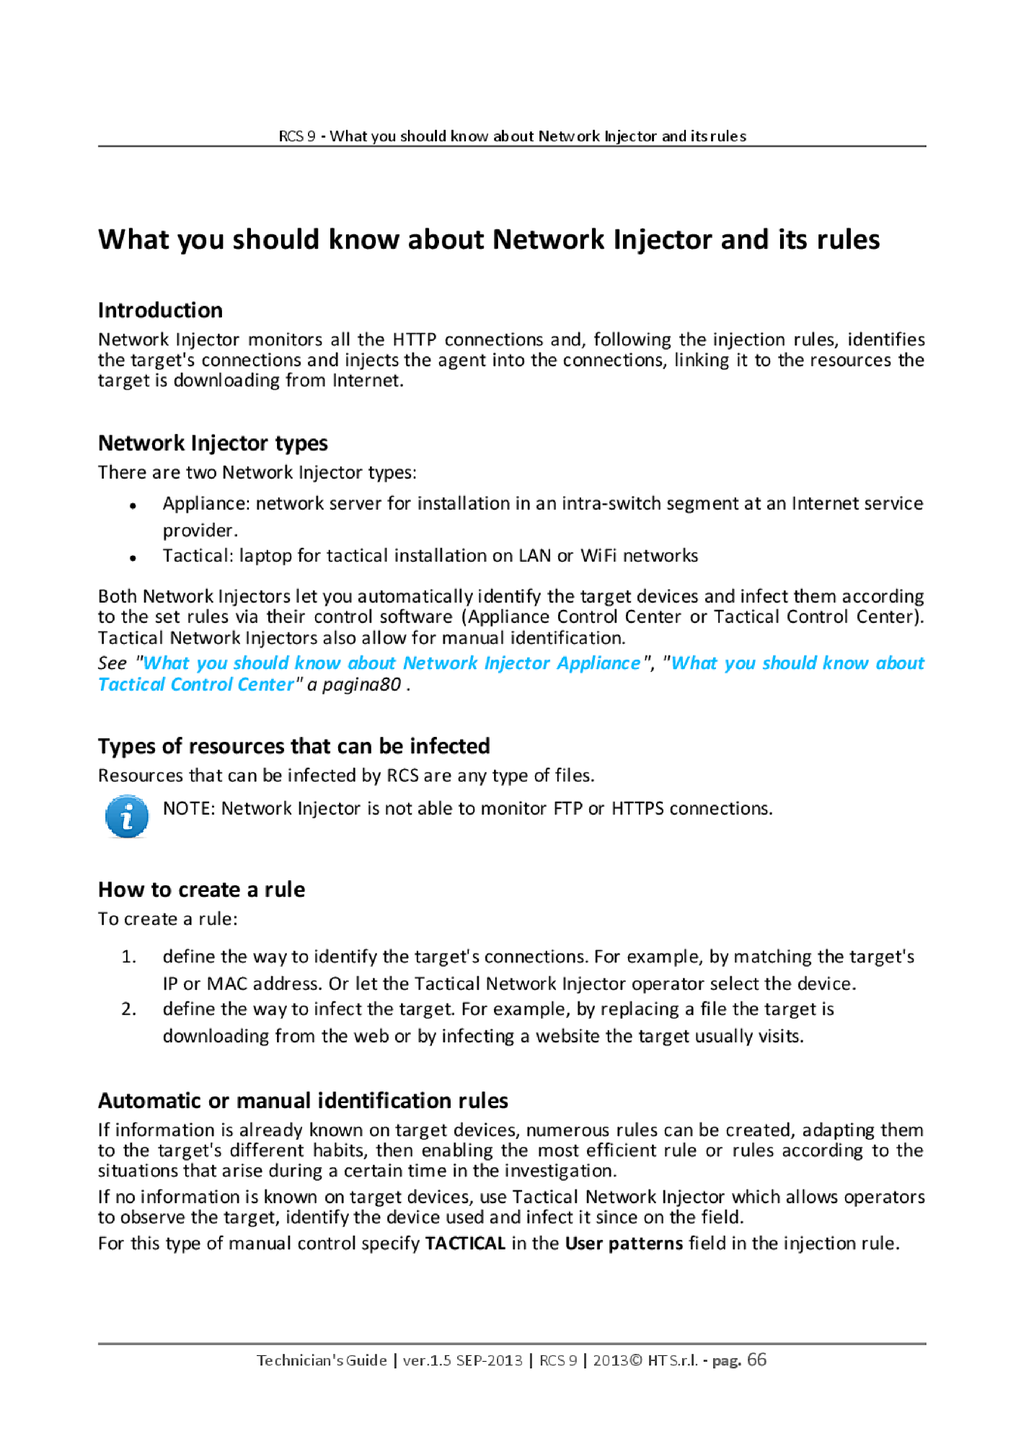 RCS 9 - What you should know about Network Injector and its rules
What you should know about Network Injector and its rules
Introduction
Network Injector monitors all the HTTP connections and, following the injection rules, identifies
the target's connections and injects the agent into the connections, linking it to the resources the
target is downloading from Internet.
Network Injector types
There are two Network Injector types:
• Appliance: network server for installation in an intra-switch segment at an Internet service
provider.
• Tactical: laptop for tactical installation on LAN or WiFi networks
Both Network Injectors let you automatically identify the target devices and infect them according
to the set rules via their control software (Appliance Control Center or Tactical Control Center).
Tactical Network Injectors also allow for manual identification.
See "What you should know about Network Injector Appliance", "What you should know about
Tactical Control Center" a pagina80 .
Types of resources that can be infected
Resources that can be infected by RCS are any type of files.
NOTE: Network Injector is not able to monitor FTP or HTTPS connections.
How to create a rule
To create a rule:
1. define the way to identify the target's connections. For example, by matching the target's
IP or MAC address. Or let the Tactical Network Injector operator select the device.
2. define the way to infect the target. For example, by replacing a file the target is
downloading from the web or by infecting a website the target usually visits.
Automatic or manual identification rules
If information is already known on target devices, numerous rules can be created, adapting them
to the target's different habits, then enabling the most efficient rule or rules according to the
situations that arise during a certain time in the investigation.
If no information is known on target devices, use Tactical Network Injector which allows operators
to observe the target, identify the device used and infect it since on the field.
For this type of manual control specify TACTICAL in the User patterns field in the injection rule.
Technician's Guide | ver.1.5 SEP-2013 | RCS 9 | 2013© HT S.r.l. - pag. 66